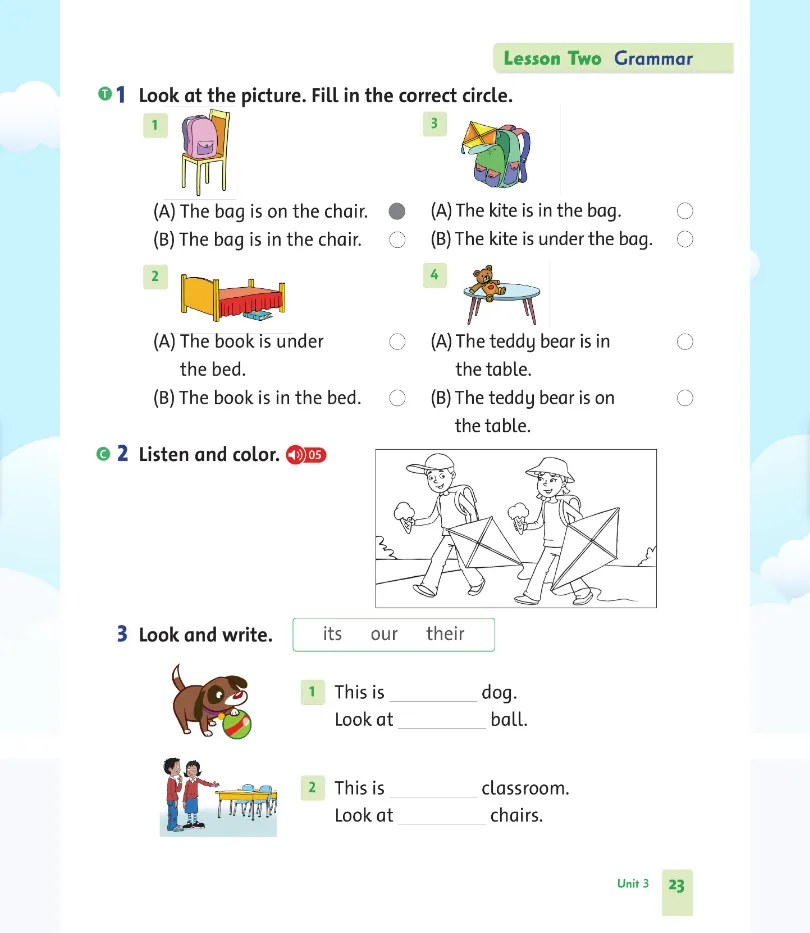 Lesson Two Grammar
T 1 Look at the picture. Fill in the correct circle.
1
(A) The bag is on the chair.
(B) The bag is in the chair.
2
(A) The book is under
the bed.
(B) The book is in the bed.
3
(A) The kite is in the bag.
(B) The kite is under the bag.
4
(A) The teddy bear is in
the table.
(B) The teddy bear is on
the table.
C 2 Listen and color. 05
3 Look and write.
its our their
1 This is __________ dog.
Look at __________ ball.
2 This is __________ classroom.
Look at __________ chairs.
Unit 3 23